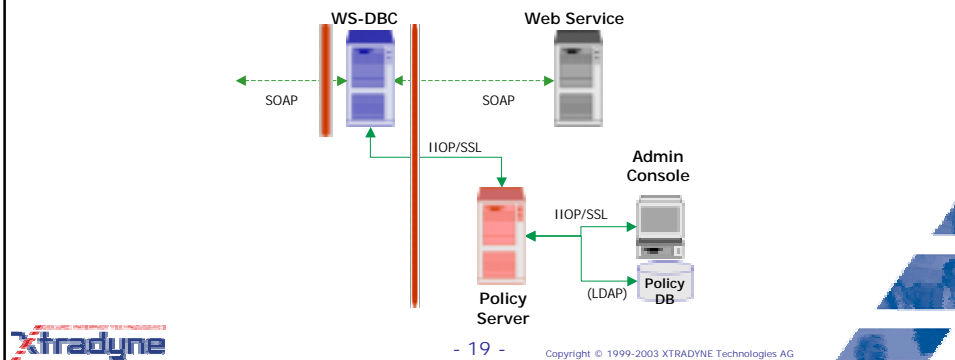 WS-DBC
Web Service
SOAP
SOAP
IIOP/SSL
Admin
Console
IIOP/SSL
(LDAP)
Policy
DB
Policy
Server
Xtradyne
- 19 -
Copyright © 1999-2003 XTRADYNE Technologies AG